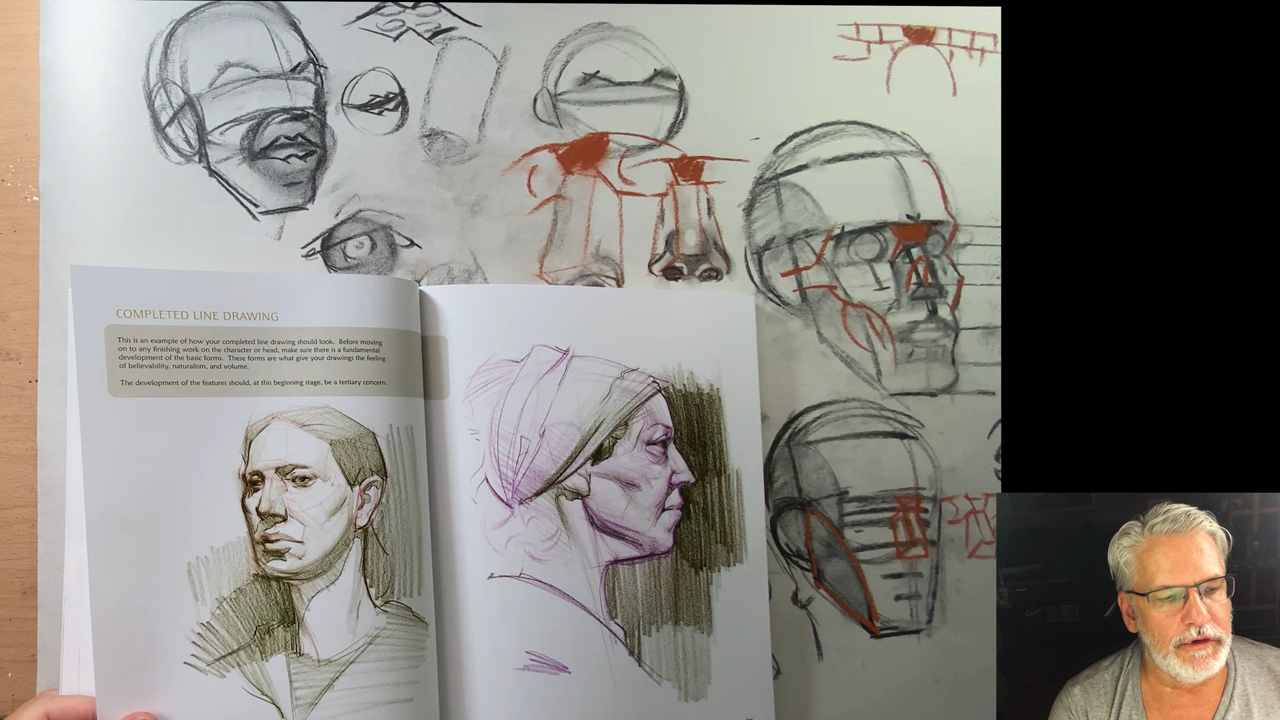 COMPLETED LINE DRAWING
This is an example of how your completed line drawing should look. Before moving
on to any finishing work on the character or head, make sure there is a fundamental
development of the basic forms. These forms are what give your drawings the feeling
of believability, naturalism, and volume.
The development of the features should, at this beginning stage, be a tertiary concern.